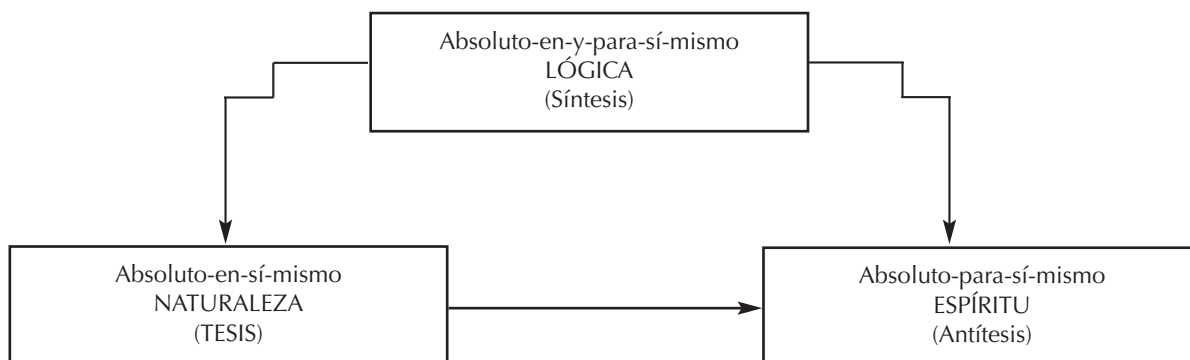 Absoluto-en-y-para-sí-mismo
LÓGICA
(Síntesis)
Absoluto-en-sí-mismo
NATURALEZA
(TESIS)
Absoluto-para-sí-mismo
ESPÍRITU
(Antítesis)